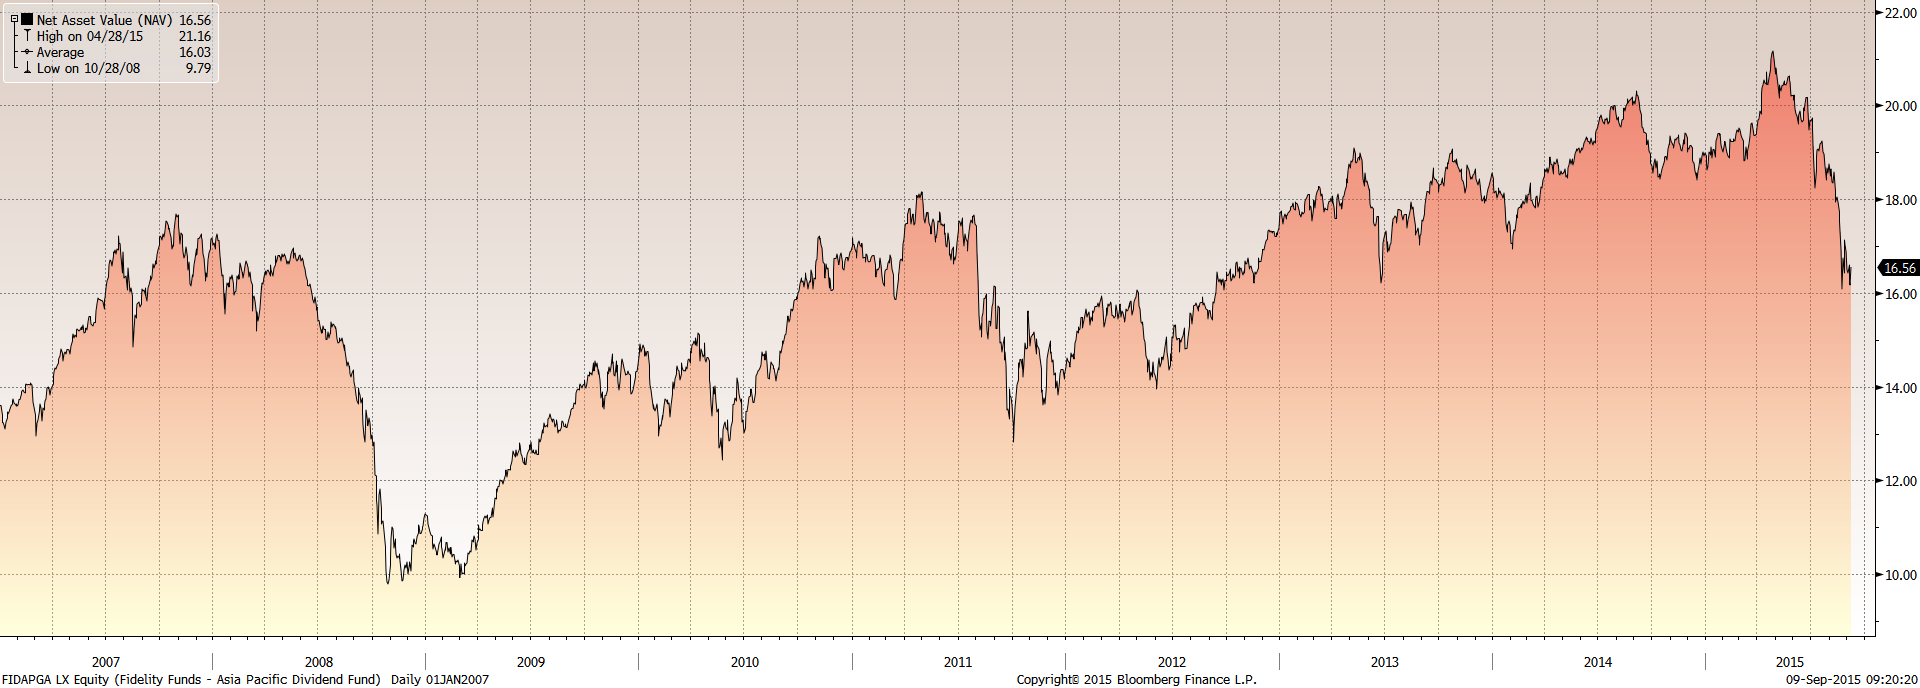 Net Asset Value (NAV) 16.56
High on 04/28/15 21.16
Average 16.03
Low on 10/28/08 9.79
22.00
20.00
18.00
16.56
16.00
14.00
12.00
10.00
2007 2008 2009 2010 2011 2012 2013 2014 2015
FIDAPGA LX Equity (Fidelity Funds - Asia Pacific Dividend Fund) Daily 01JAN2007 Copyright© 2015 Bloomberg Finance L.P. 09-Sep-2015 09:20:20